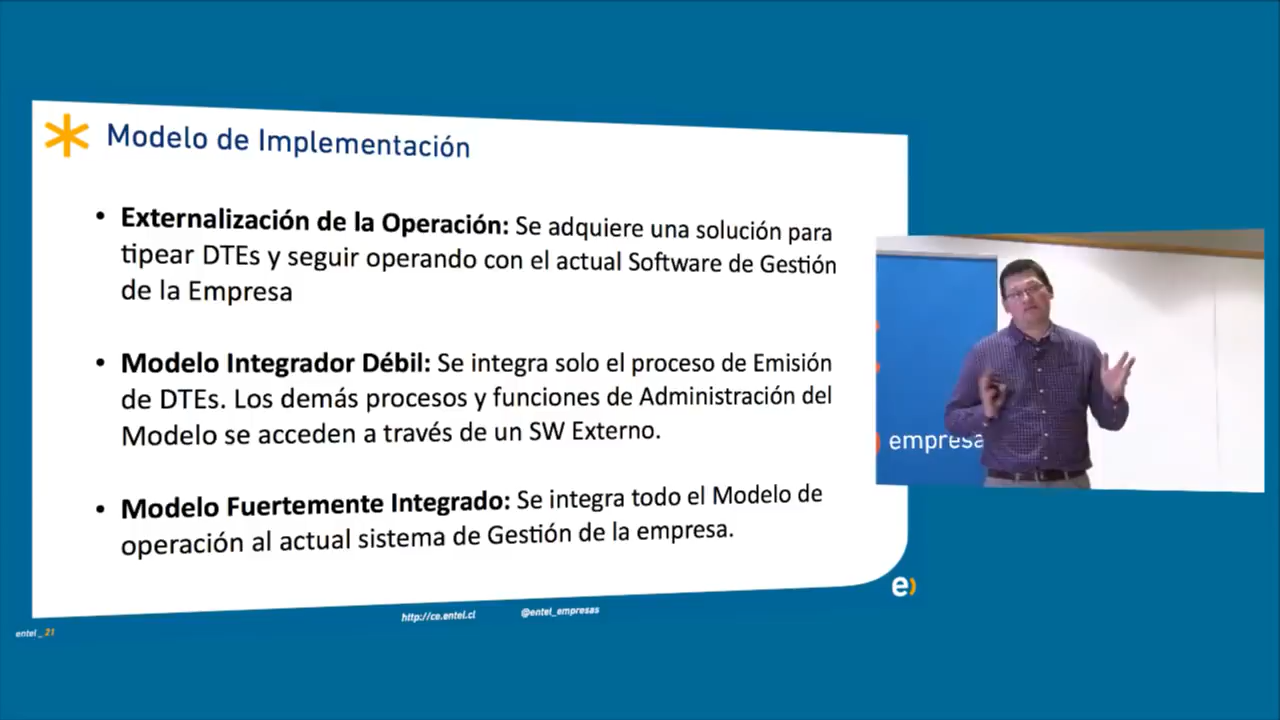 Modelo de Implementación
• Externalización de la Operación: Se adquiere una solución para
tipear DTEs y seguir operando con el actual Software de Gestión
de la Empresa
• Modelo Integrador Débil: Se integra solo el proceso de Emisión
de DTEs. Los demás procesos y funciones de Administración del
Modelo se acceden a través de un SW Externo.
• Modelo Fuertemente Integrado: Se integra todo el Modelo de
operación al actual sistema de Gestión de la empresa.
empresa
e)
http://ce.entel.cl @entel_empresas
entel _ 21